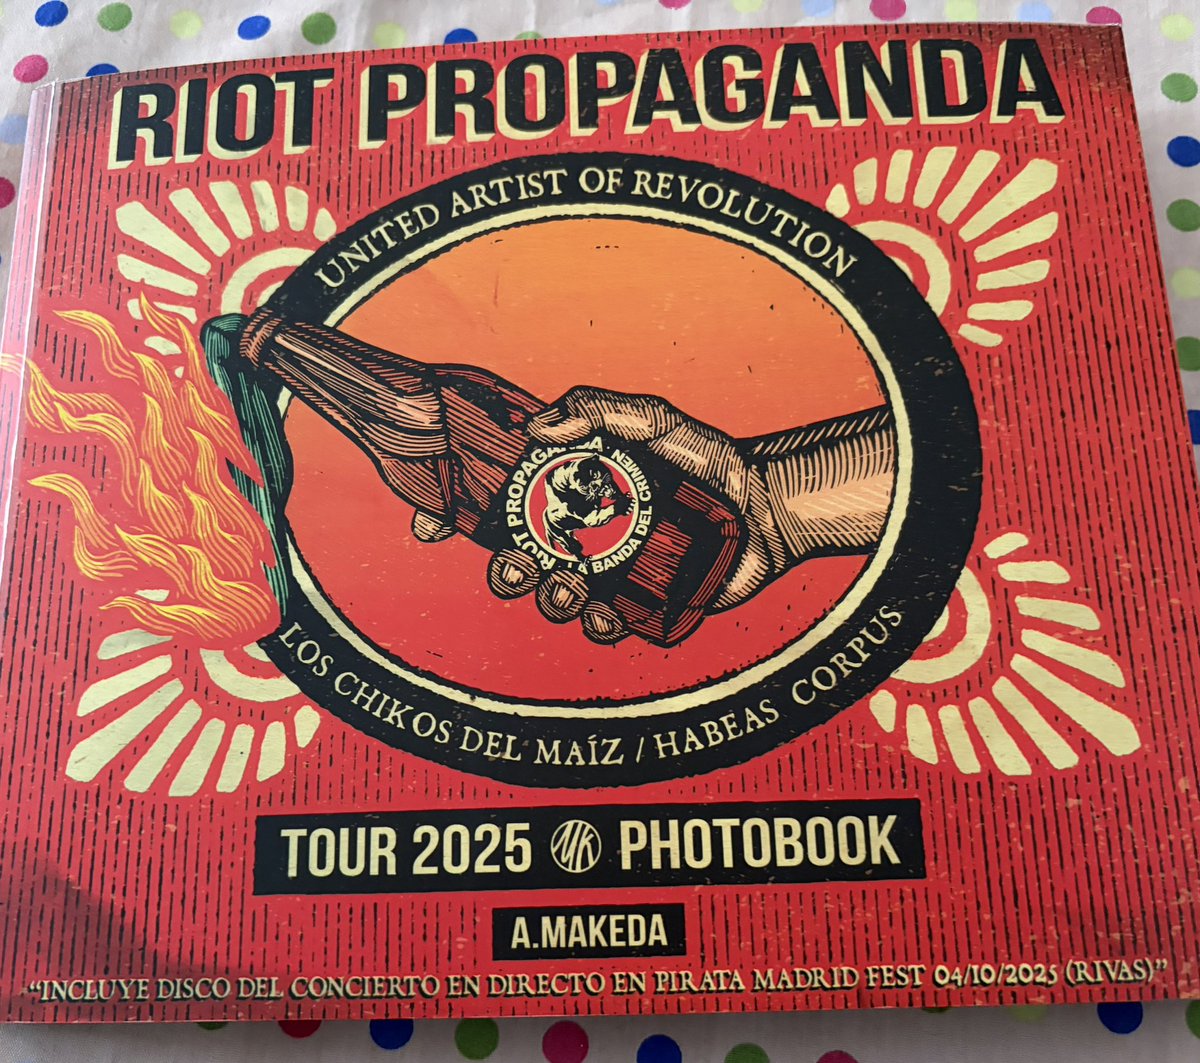 RIOT PROPAGANDA
UNITED ARTIST OF REVOLUTION
RIOT PROPAGANDA
LA BANDA DEL CRIMEN
LOS CHIKOS DEL MAÍZ / HABEAS CORPUS
TOUR 2025 MK PHOTOBOOK
A.MAKEDA
“INCLUYE DISCO DEL CONCIERTO EN DIRECTO EN PIRATA MADRID FEST 04/10/2025 (RIVAS)”